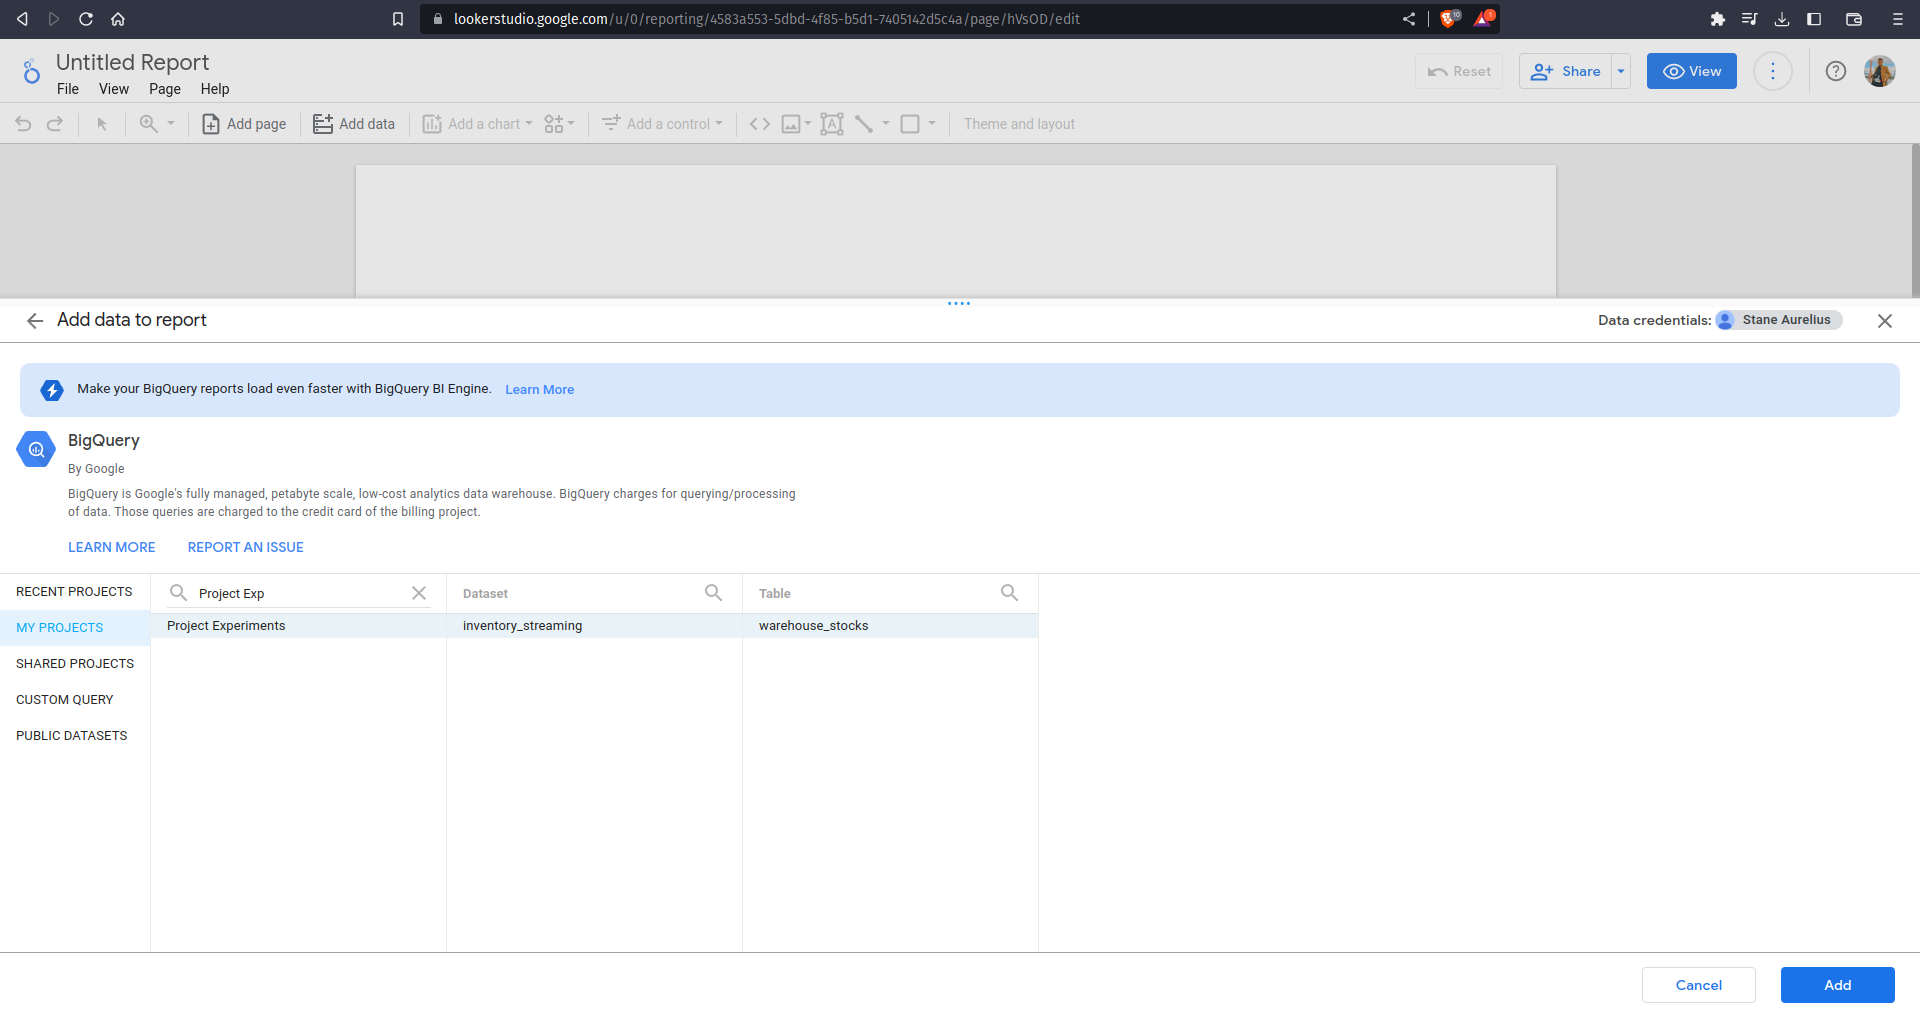 lookerstudio.google.com/u/0/reporting/4583a553-5dbd-4f85-b5d1-7405142d5c4a/page/hVsOD/edit
10
1
Untitled Report
File View Page Help
Reset
Share
View
Add page
Add data
Add a chart
Add a control
A
Theme and layout
Add data to report
Data credentials: Stane Aurelius
Make your BigQuery reports load even faster with BigQuery BI Engine. Learn More
BigQuery
By Google
BigQuery is Google's fully managed, petabyte scale, low-cost analytics data warehouse. BigQuery charges for querying/processing
of data. Those queries are charged to the credit card of the billing project.
LEARN MORE REPORT AN ISSUE
RECENT PROJECTS
MY PROJECTS
SHARED PROJECTS
CUSTOM QUERY
PUBLIC DATASETS
Project Exp
Project Experiments
Dataset
inventory_streaming
Table
warehouse_stocks
Cancel
Add